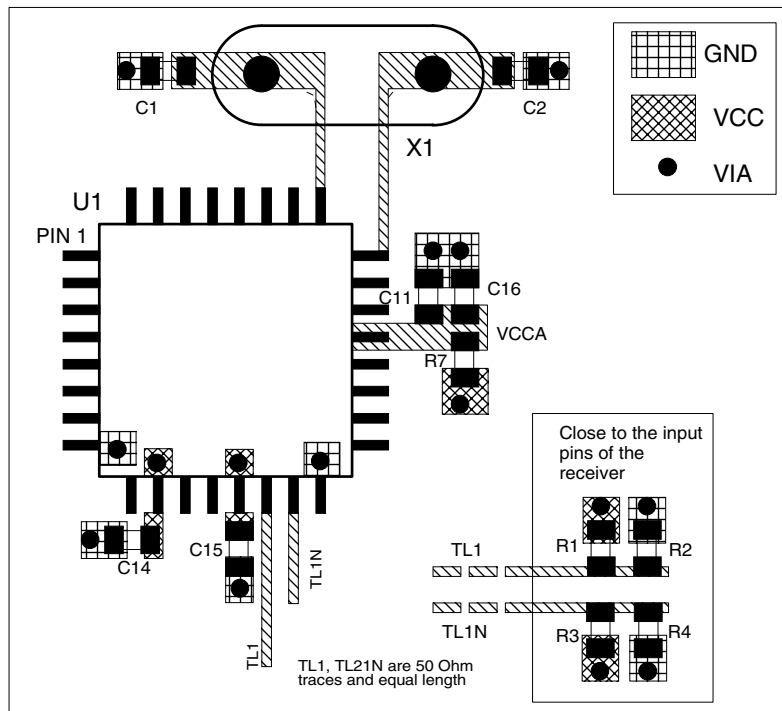 GND
VCC
VIA
C1
C2
X1
U1
PIN 1
C11
C16
VCCA
R7
C14
C15
TL1
TL1N
TL1, TL21N are 50 Ohm
traces and equal length
Close to the input
pins of the
receiver
R1
R2
TL1
TL1N
R3
R4